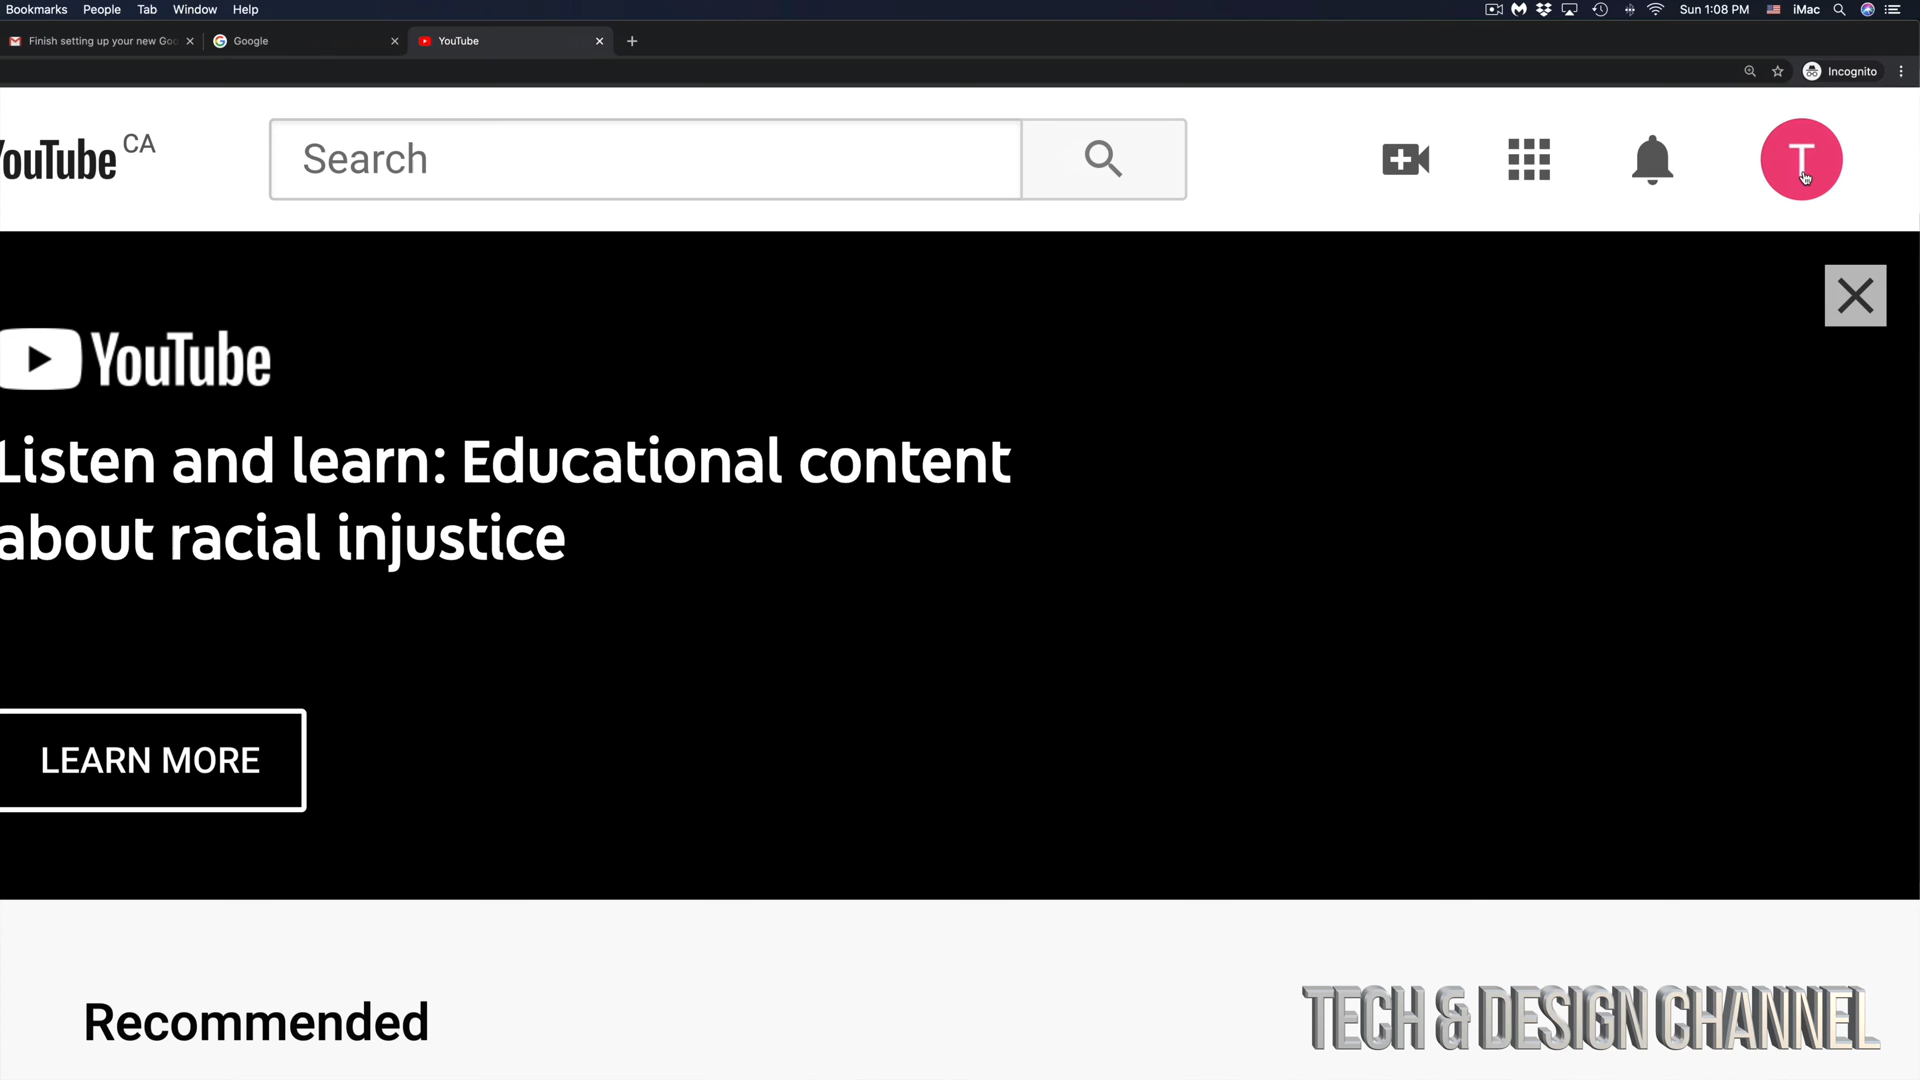 Bookmarks People Tab Window Help Sun 1:08 PM iMac
Finish setting up your new Goo Google YouTube
Incognito
YouTube CA
Search
T
YouTube
Listen and learn: Educational content
about racial injustice
LEARN MORE
Recommended
TECH & DESIGN CHANNEL